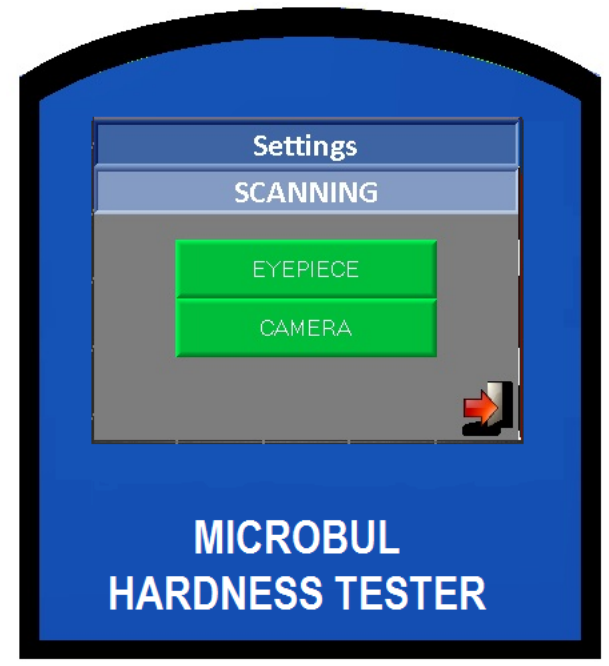 Settings
SCANNING
EYEPIECE
CAMERA
MICROBUL
HARDNESS TESTER